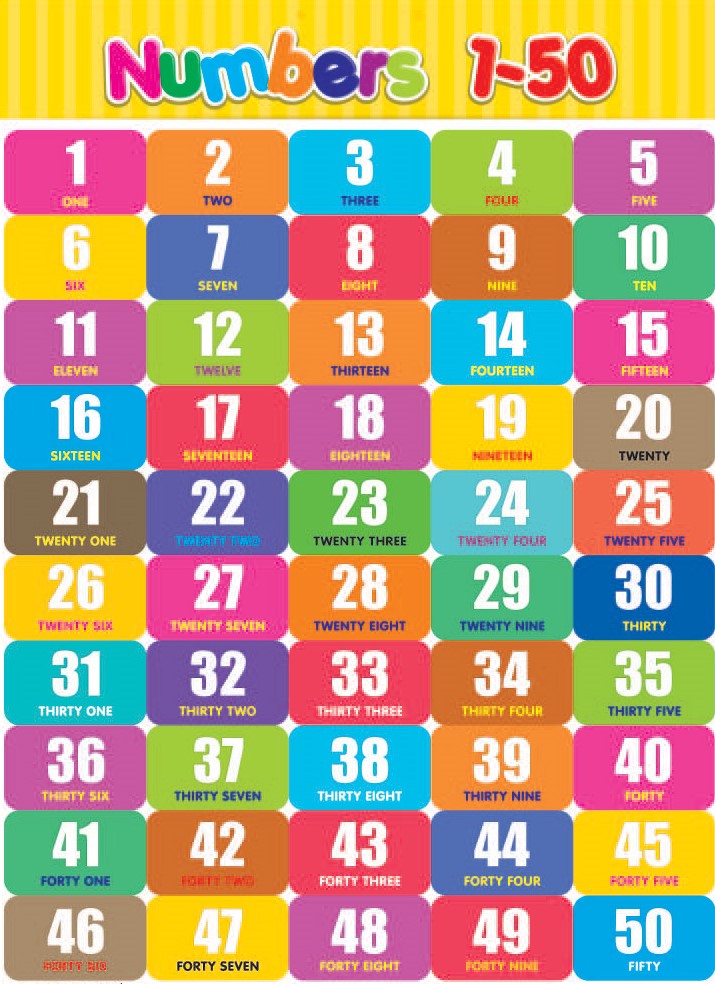 Numbers 1-50
1 2 3 4 5
ONE TWO THREE FOUR FIVE
6 7 8 9 10
SIX SEVEN EIGHT NINE TEN
11 12 13 14 15
ELEVEN TWELVE THIRTEEN FOURTEEN FIFTEEN
16 17 18 19 20
SIXTEEN SEVENTEEN EIGHTEEN NINETEEN TWENTY
21 22 23 24 25
TWENTY ONE TWENTY TWO TWENTY THREE TWENTY FOUR TWENTY FIVE
26 27 28 29 30
TWENTY SIX TWENTY SEVEN TWENTY EIGHT TWENTY NINE THIRTY
31 32 33 34 35
THIRTY ONE THIRTY TWO THIRTY THREE THIRTY FOUR THIRTY FIVE
36 37 38 39 40
THIRTY SIX THIRTY SEVEN THIRTY EIGHT THIRTY NINE FORTY
41 42 43 44 45
FORTY ONE FORTY TWO FORTY THREE FORTY FOUR FORTY FIVE
46 47 48 49 50
FORTY SIX FORTY SEVEN FORTY EIGHT FORTY NINE FIFTY